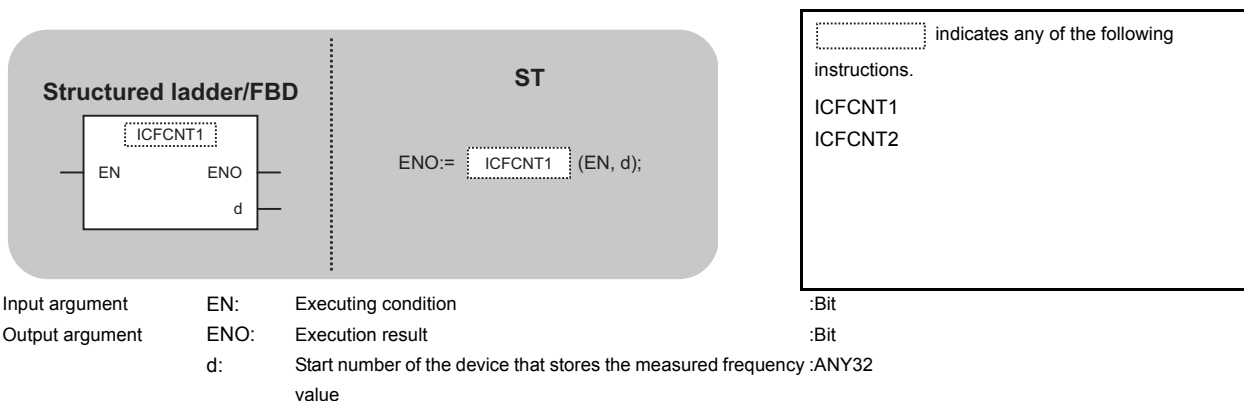 Structured ladder/FBD
ICFCNT1
EN ENO
d
ST
ENO:= ICFCNT1 (EN, d);
indicates any of the following
instructions.
ICFCNT1
ICFCNT2
Input argument EN: Executing condition :Bit
Output argument ENO: Execution result :Bit
d: Start number of the device that stores the measured frequency :ANY32
value